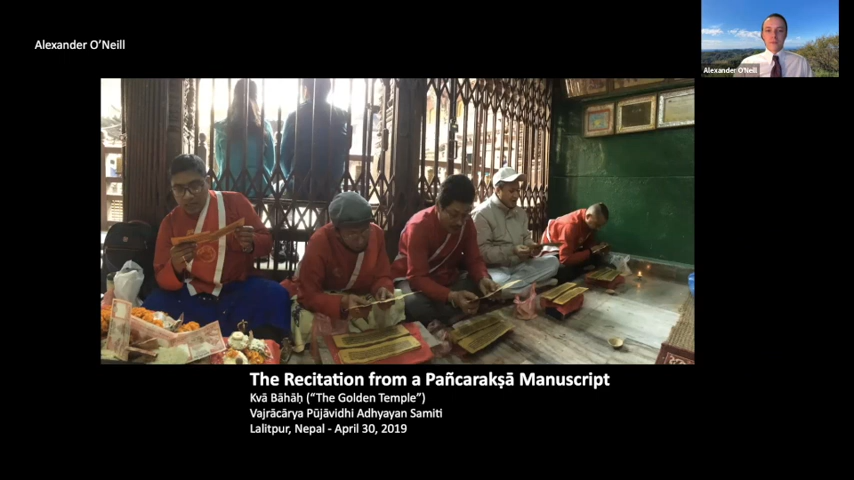 Alexander O'Neill
Alexander O'Neill
The Recitation from a Pañcarakṣā Manuscript
Kvā Bāhāḥ (“The Golden Temple”)
Vajrācārya Pūjāvidhi Adhyayan Samiti
Lalitpur, Nepal - April 30, 2019